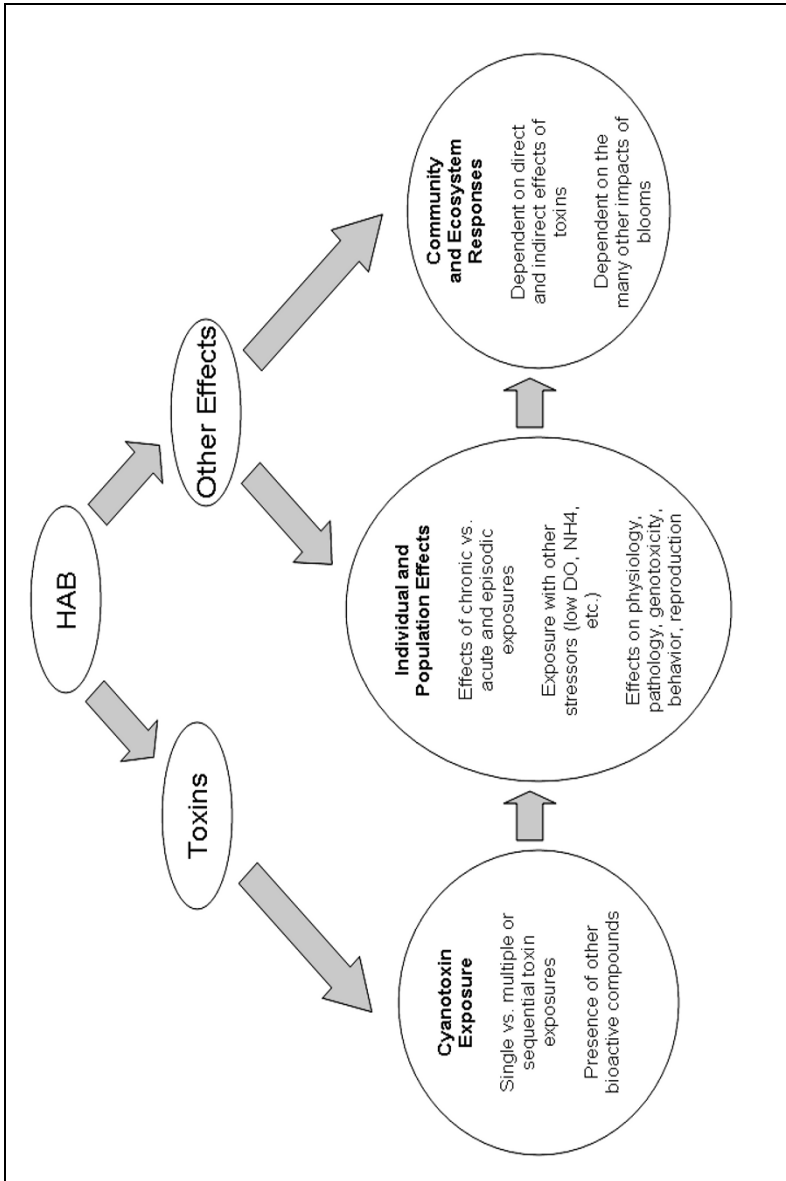 HAB
Toxins
Other Effects
Cyanotoxin
Exposure
Single vs. multiple or
sequential toxin
exposures
Presence of other
bioactive compounds
Individual and
Population Effects
Effects of chronic vs.
acute and episodic
exposures
Exposure with other
stressors (low DO, NH4,
etc.)
Effects on physiology,
pathology, genotoxicity,
behavior, reproduction
Community
and Ecosystem
Responses
Dependent on direct
and indirect effects of
toxins
Dependent on the
many other impacts of
blooms